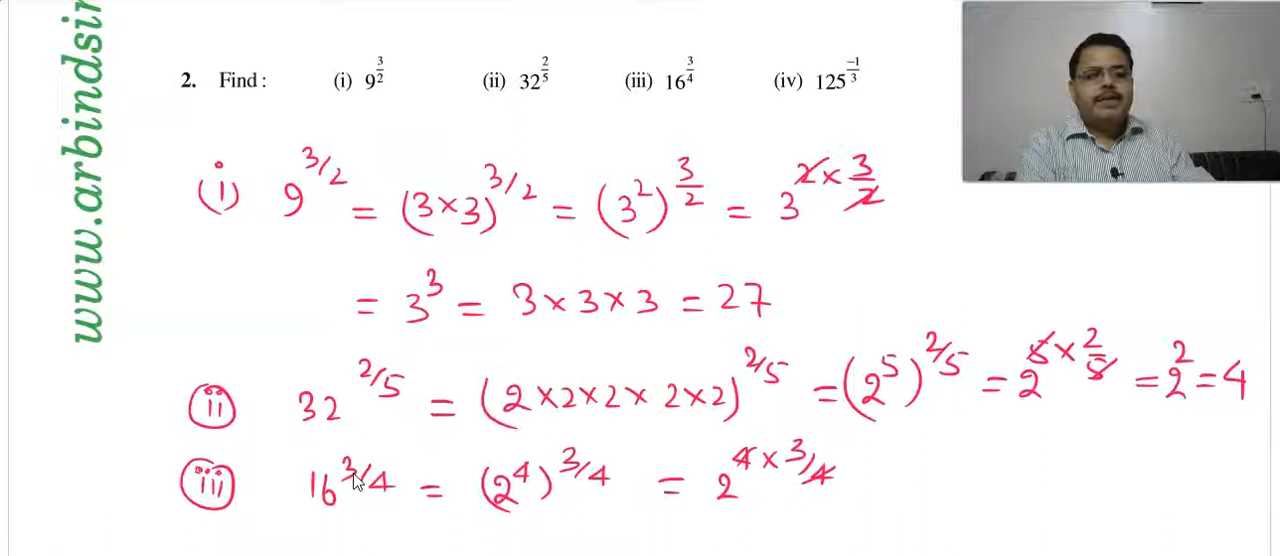 www.arbindsin
2. Find : (i) 9^{3/2} (ii) 32^{2/5} (iii) 16^{3/4} (iv) 125^{-1/3}
(i) 9^{3/2} = (3×3)^{3/2} = (3^2)^{3/2} = 3^{2×3/2}
= 3^3 = 3×3×3 = 27
(ii) 32^{2/5} = (2×2×2×2×2)^{2/5} = (2^5)^{2/5} = 2^{5×2/5} = 2^2 = 4
(iii) 16^{3/4} = (2^4)^{3/4} = 2^{4×3/4}